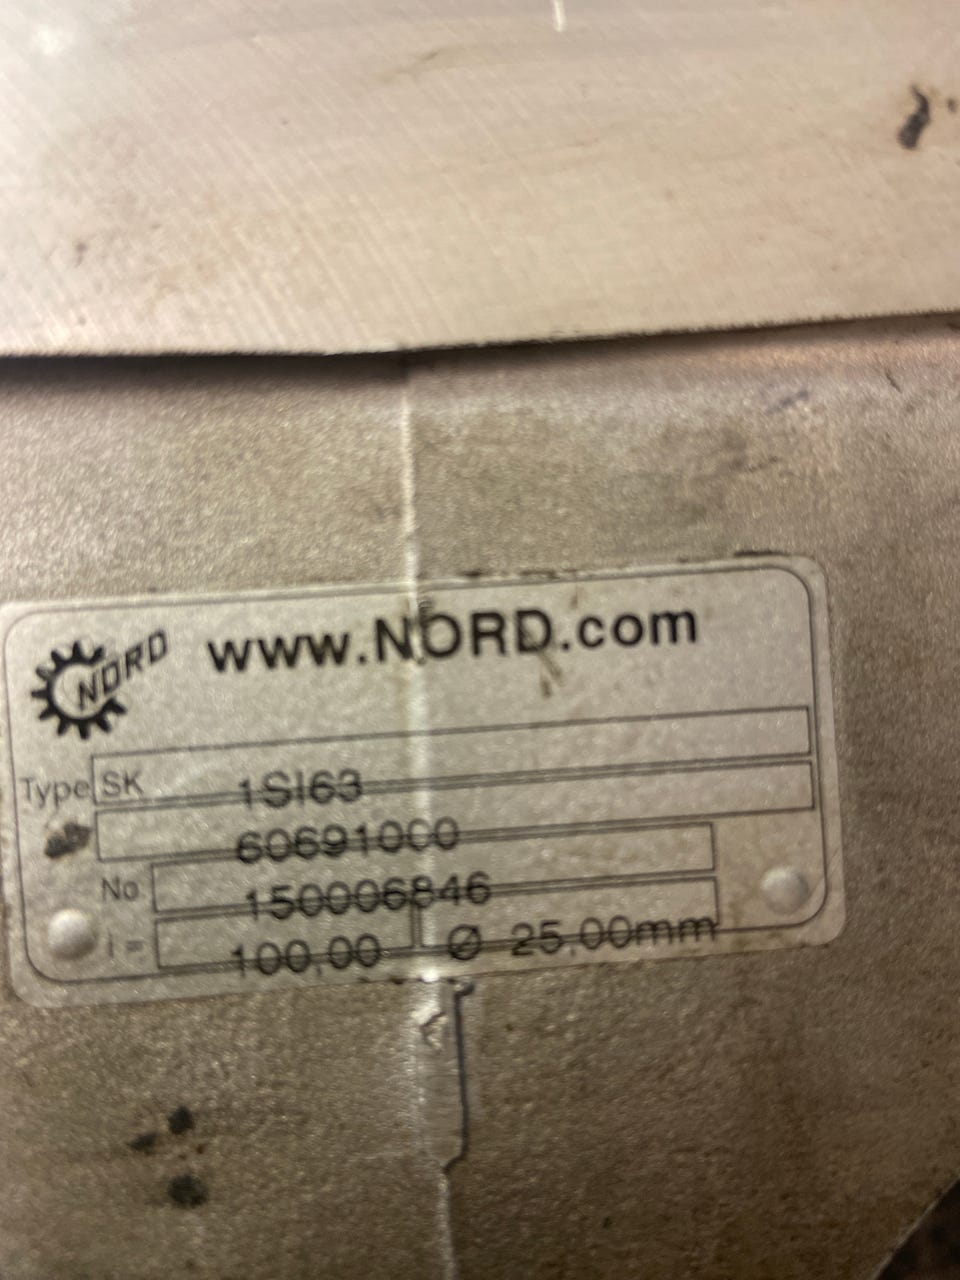 NORD www.NORD.com
Type SK 1SI63
60691000
No 150006846
i = 100,00 Ø 25,00mm